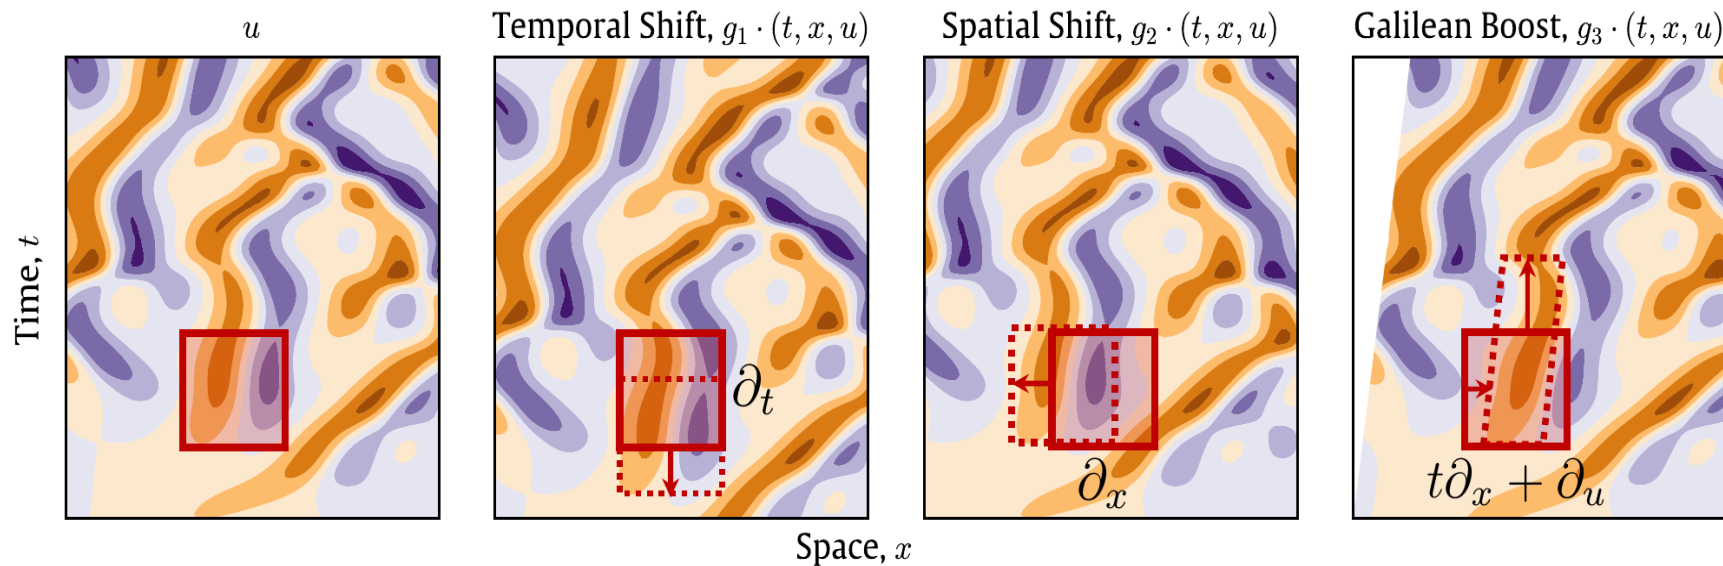 u
Temporal Shift, g₁ · (t, x, u)
Spatial Shift, g₂ · (t, x, u)
Galilean Boost, g₃ · (t, x, u)
Time, t
∂ₜ
∂ₓ
t∂ₓ + ∂ᵤ
Space, x